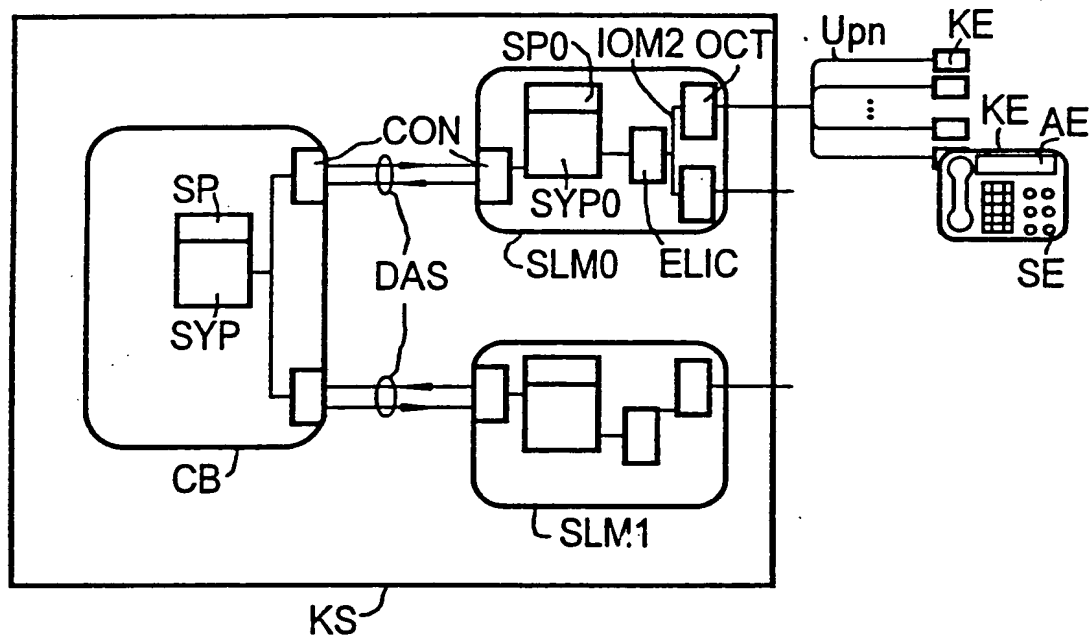 SP0
IOM2
OCT
Upn
KE
CON
SYP0
SLM0
ELIC
KE
AE
SE
SP
SYP
DAS
CB
SLM1
KS